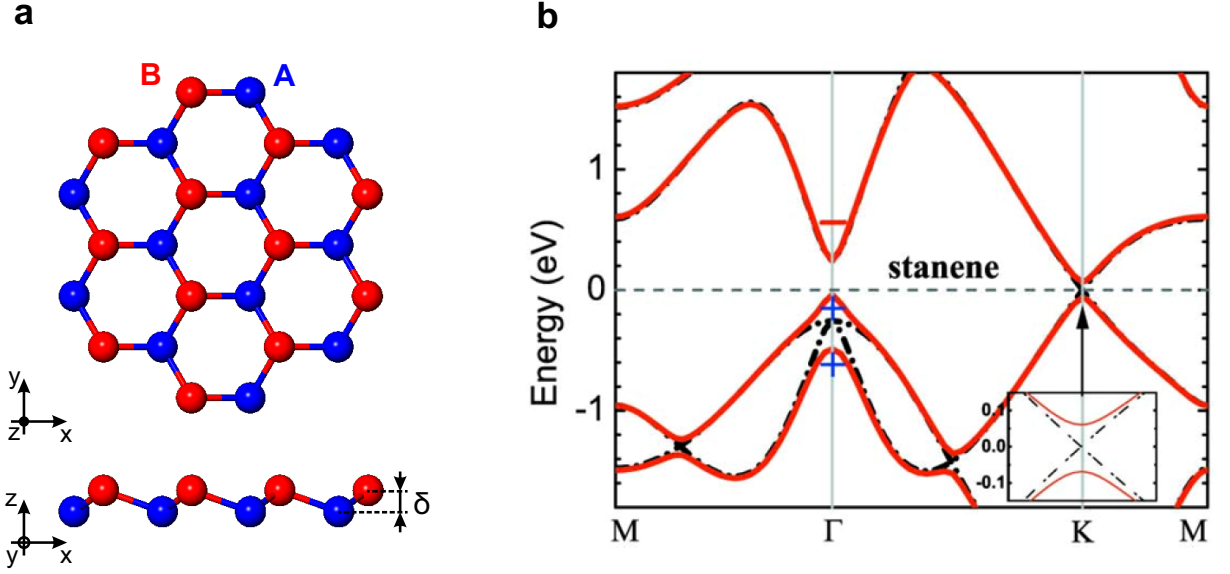 a
B A
y
z x
z
y x
δ
b
Energy (eV)
1
0
-1
stanene
0.1
0.0
-0.1
M Γ K M